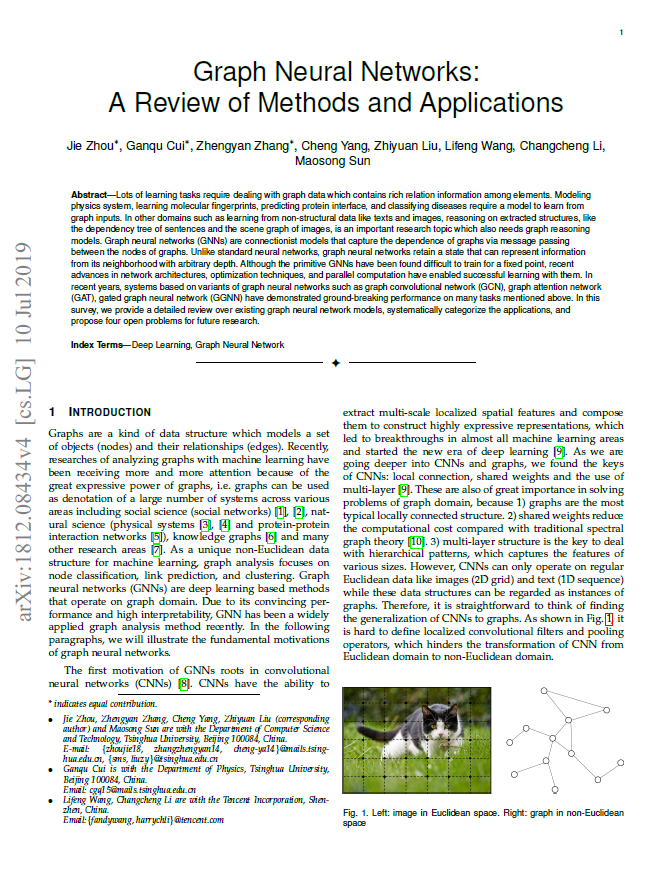 1
Graph Neural Networks:
A Review of Methods and Applications
Jie Zhou*, Ganqu Cui*, Zhengyan Zhang*, Cheng Yang, Zhiyuan Liu, Lifeng Wang, Changcheng Li,
Maosong Sun
Abstract—Lots of learning tasks require dealing with graph data which contains rich relation information among elements. Modeling
physics system, learning molecular fingerprints, predicting protein interface, and classifying diseases require a model to learn from
graph inputs. In other domains such as learning from non-structural data like texts and images, reasoning on extracted structures, like
the dependency tree of sentences and the scene graph of images, is an important research topic which also needs graph reasoning
models. Graph neural networks (GNNs) are connectionist models that capture the dependence of graphs via message passing
between the nodes of graphs. Unlike standard neural networks, graph neural networks retain a state that can represent information
from its neighborhood with arbitrary depth. Although the primitive GNNs have been found difficult to train for a fixed point, recent
advances in network architectures, optimization techniques, and parallel computation have enabled successful learning with them. In
recent years, systems based on variants of graph neural networks such as graph convolutional network (GCN), graph attention network
(GAT), gated graph neural network (GGNN) have demonstrated ground-breaking performance on many tasks mentioned above. In this
survey, we provide a detailed review over existing graph neural network models, systematically categorize the applications, and
propose four open problems for future research.
Index Terms—Deep Learning, Graph Neural Network
arXiv:1812.08434v4 [cs.LG] 10 Jul 2019
1 INTRODUCTION
Graphs are a kind of data structure which models a set
of objects (nodes) and their relationships (edges). Recently,
researches of analyzing graphs with machine learning have
been receiving more and more attention because of the
great expressive power of graphs, i.e. graphs can be used
as denotation of a large number of systems across various
areas including social science (social networks) [1], [2], nat-
ural science (physical systems [3], [4] and protein-protein
interaction networks [5]), knowledge graphs [6] and many
other research areas [7]. As a unique non-Euclidean data
structure for machine learning, graph analysis focuses on
node classification, link prediction, and clustering. Graph
neural networks (GNNs) are deep learning based methods
that operate on graph domain. Due to its convincing per-
formance and high interpretability, GNN has been a widely
applied graph analysis method recently. In the following
paragraphs, we will illustrate the fundamental motivations
of graph neural networks.
The first motivation of GNNs roots in convolutional
neural networks (CNNs) [8]. CNNs have the ability to
* indicates equal contribution.
• Jie Zhou, Zhengyan Zhang, Cheng Yang, Zhiyuan Liu (corresponding
author) and Maosong Sun are with the Department of Computer Science
and Technology, Tsinghua University, Beijing 100084, China.
E-mail: {zhoujie18, zhangzhengyan14, cheng-ya14}@mails.tsing-
hua.edu.cn, {sms, liuzy}@tsinghua.edu.cn
• Ganqu Cui is with the Department of Physics, Tsinghua University,
Beijing 100084, China.
Email: cgq15@mails.tsinghua.edu.cn
• Lifeng Wang, Changcheng Li are with the Tencent Incorporation, Shen-
zhen, China.
Email:{fandywang, harrychli}@tencent.com
extract multi-scale localized spatial features and compose
them to construct highly expressive representations, which
led to breakthroughs in almost all machine learning areas
and started the new era of deep learning [9]. As we are
going deeper into CNNs and graphs, we found the keys
of CNNs: local connection, shared weights and the use of
multi-layer [9]. These are also of great importance in solving
problems of graph domain, because 1) graphs are the most
typical locally connected structure. 2) shared weights reduce
the computational cost compared with traditional spectral
graph theory [10]. 3) multi-layer structure is the key to deal
with hierarchical patterns, which captures the features of
various sizes. However, CNNs can only operate on regular
Euclidean data like images (2D grid) and text (1D sequence)
while these data structures can be regarded as instances of
graphs. Therefore, it is straightforward to think of finding
the generalization of CNNs to graphs. As shown in Fig. 1, it
is hard to define localized convolutional filters and pooling
operators, which hinders the transformation of CNN from
Euclidean domain to non-Euclidean domain.
Fig. 1. Left: image in Euclidean space. Right: graph in non-Euclidean
space